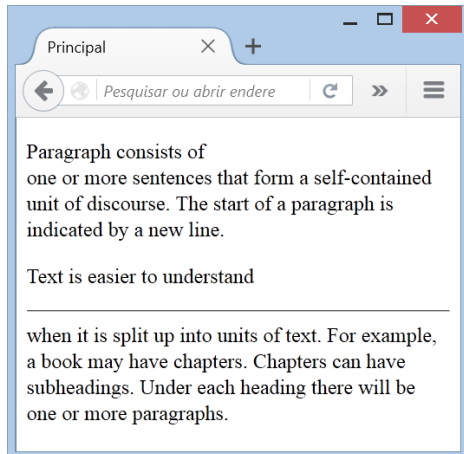 Principal
Pesquisar ou abrir endere
Paragraph consists of
one or more sentences that form a self-contained
unit of discourse. The start of a paragraph is
indicated by a new line.
Text is easier to understand
when it is split up into units of text. For example,
a book may have chapters. Chapters can have
subheadings. Under each heading there will be
one or more paragraphs.